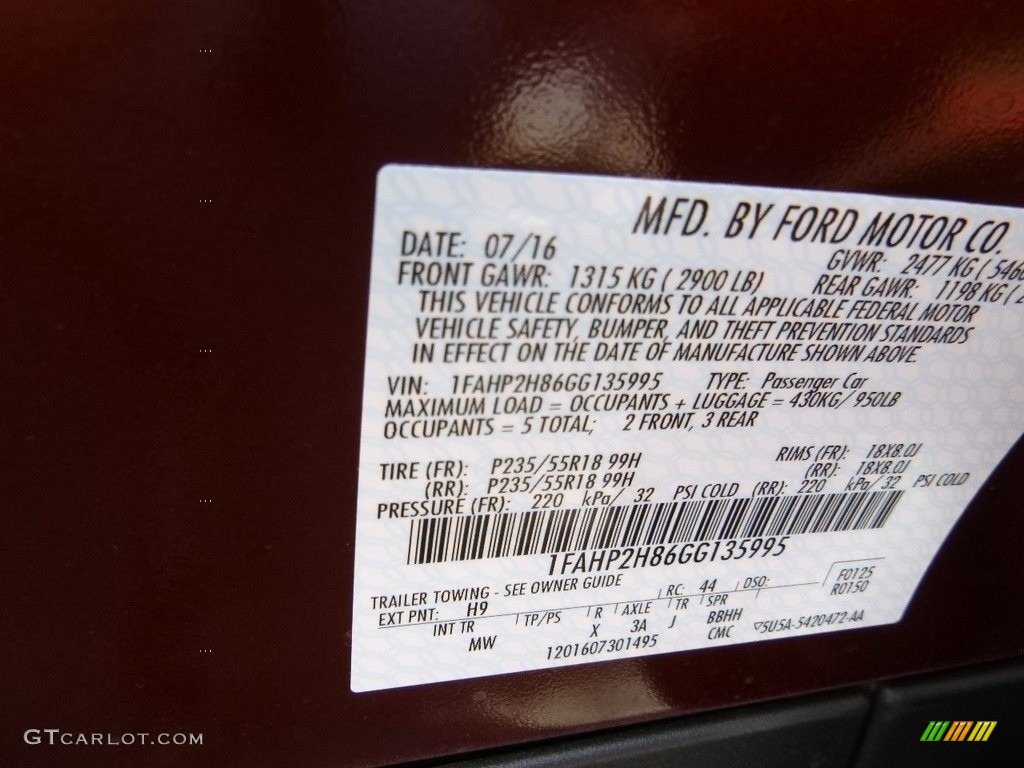 MFD. BY FORD MOTOR CO.
DATE: 07/16
GVWR: 2477 KG (546
FRONT GAWR: 1315 KG (2900 LB)
REAR GAWR: 1198 KG (2
THIS VEHICLE CONFORMS TO ALL APPLICABLE FEDERAL MOTOR
VEHICLE SAFETY, BUMPER, AND THEFT PREVENTION STANDARDS
IN EFFECT ON THE DATE OF MANUFACTURE SHOWN ABOVE.
VIN: 1FAHP2H86GG135995 TYPE: Passenger Car
MAXIMUM LOAD = OCCUPANTS + LUGGAGE = 430KG/ 950LB
OCCUPANTS = 5 TOTAL; 2 FRONT, 3 REAR
TIRE (FR): P235/55R18 99H RIMS (FR): 18X8.0J
(RR): P235/55R18 99H (RR): 18X8.0J
PRESSURE (FR): 220 kPa/ 32 PSI COLD (RR): 220 kPa/ 32 PSI COLD
1FAHP2H86GG135995
TRAILER TOWING - SEE OWNER GUIDE
EXT PNT: H9 RC: 44 DSO: F0125
R0150
INT TR TP/PS R AXLE TR SPR
MW X 3A J BBHH
1201607301495 CMC ▽5U5A-5420472-AA
GTCARLOT.COM